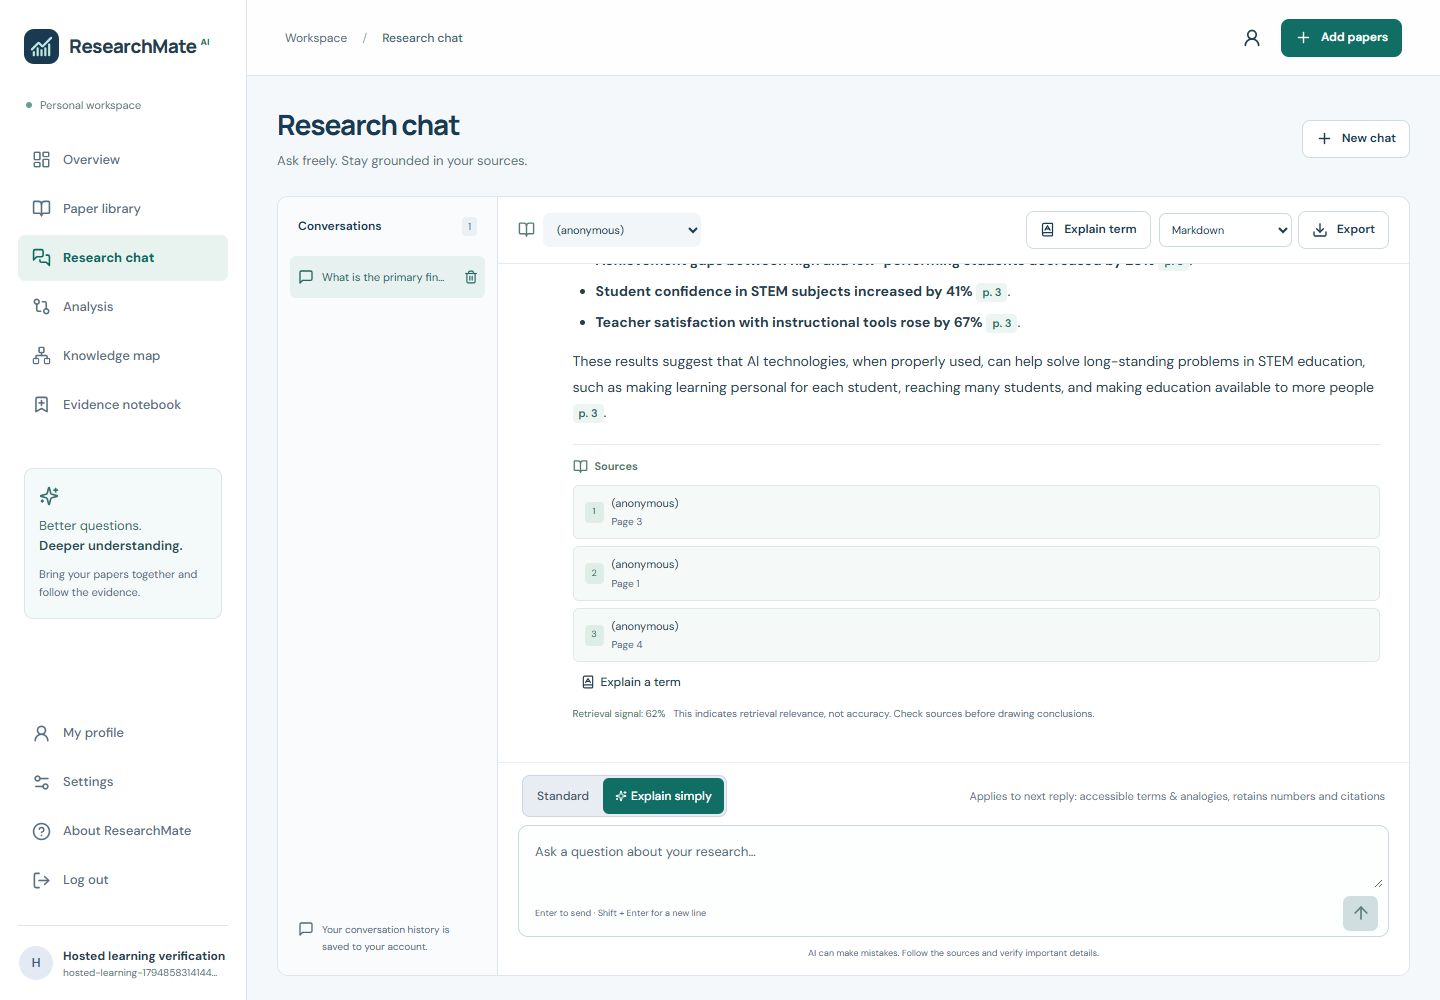 ResearchMate AI
Personal workspace
Overview
Paper library
Research chat
Analysis
Knowledge map
Evidence notebook
Better questions.
Deeper understanding.
Bring your papers together and
follow the evidence.
My profile
Settings
About ResearchMate
Log out
H
Hosted learning verification
hosted-learning-1794858314144...
Workspace / Research chat
Add papers
Research chat
Ask freely. Stay grounded in your sources.
New chat
Conversations 1
What is the primary fin...
Your conversation history is
saved to your account.
(anonymous)
Explain term
Markdown
Export
Student confidence in STEM subjects increased by 41% p. 3 .
Teacher satisfaction with instructional tools rose by 67% p. 3 .
These results suggest that AI technologies, when properly used, can help solve long-standing problems in STEM education,
such as making learning personal for each student, reaching many students, and making education available to more people
p. 3 .
Sources
1 (anonymous)
Page 3
2 (anonymous)
Page 1
3 (anonymous)
Page 4
Explain a term
Retrieval signal: 62% This indicates retrieval relevance, not accuracy. Check sources before drawing conclusions.
Standard
Explain simply
Applies to next reply: accessible terms & analogies, retains numbers and citations
Ask a question about your research...
Enter to send · Shift + Enter for a new line
AI can make mistakes. Follow the sources and verify important details.